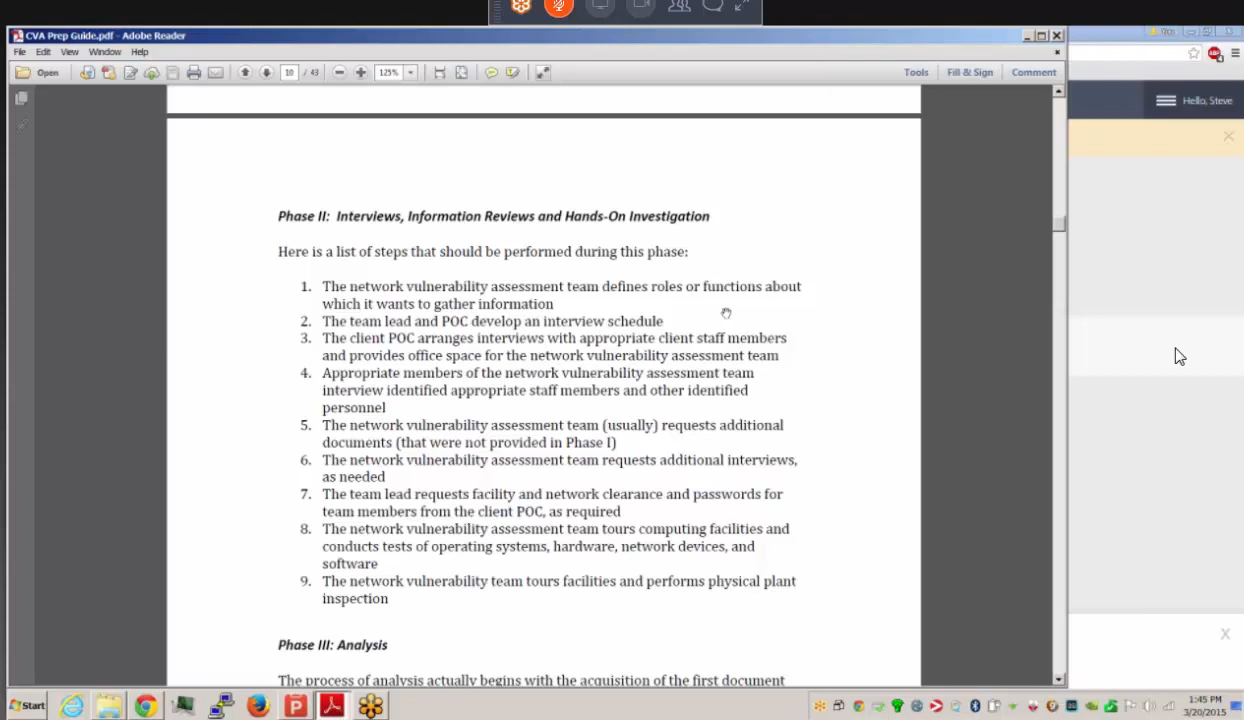 CVA Prep Guide.pdf - Adobe Reader
File Edit View Window Help
Open 10 / 43 125% Tools Fill & Sign Comment
Hello, Steve
Phase II: Interviews, Information Reviews and Hands-On Investigation
Here is a list of steps that should be performed during this phase:
1. The network vulnerability assessment team defines roles or functions about
which it wants to gather information
2. The team lead and POC develop an interview schedule
3. The client POC arranges interviews with appropriate client staff members
and provides office space for the network vulnerability assessment team
4. Appropriate members of the network vulnerability assessment team
interview identified appropriate staff members and other identified
personnel
5. The network vulnerability assessment team (usually) requests additional
documents (that were not provided in Phase I)
6. The network vulnerability assessment team requests additional interviews,
as needed
7. The team lead requests facility and network clearance and passwords for
team members from the client POC, as required
8. The network vulnerability assessment team tours computing facilities and
conducts tests of operating systems, hardware, network devices, and
software
9. The network vulnerability team tours facilities and performs physical plant
inspection
Phase III: Analysis
The process of analysis actually begins with the acquisition of the first document
Start
1:45 PM
3/20/2015